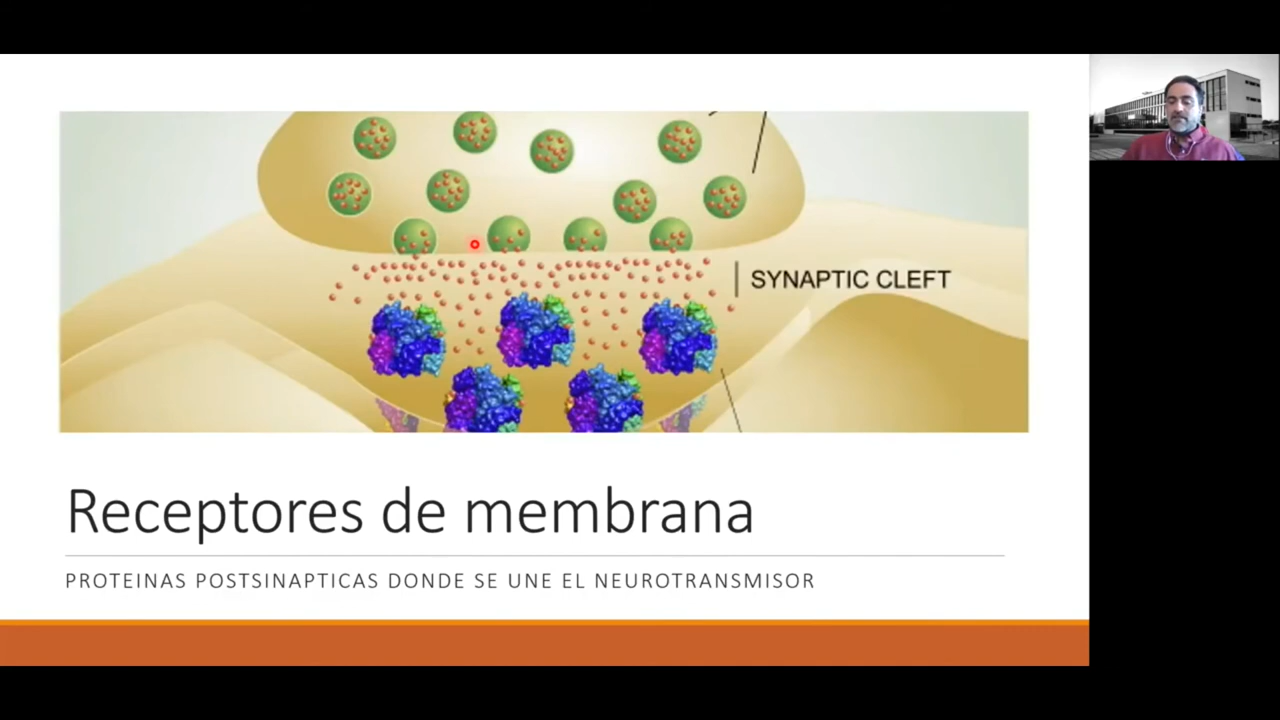 SYNAPTIC CLEFT
Receptores de membrana
PROTEINAS POSTSINAPTICAS DONDE SE UNE EL NEUROTRANSMISOR